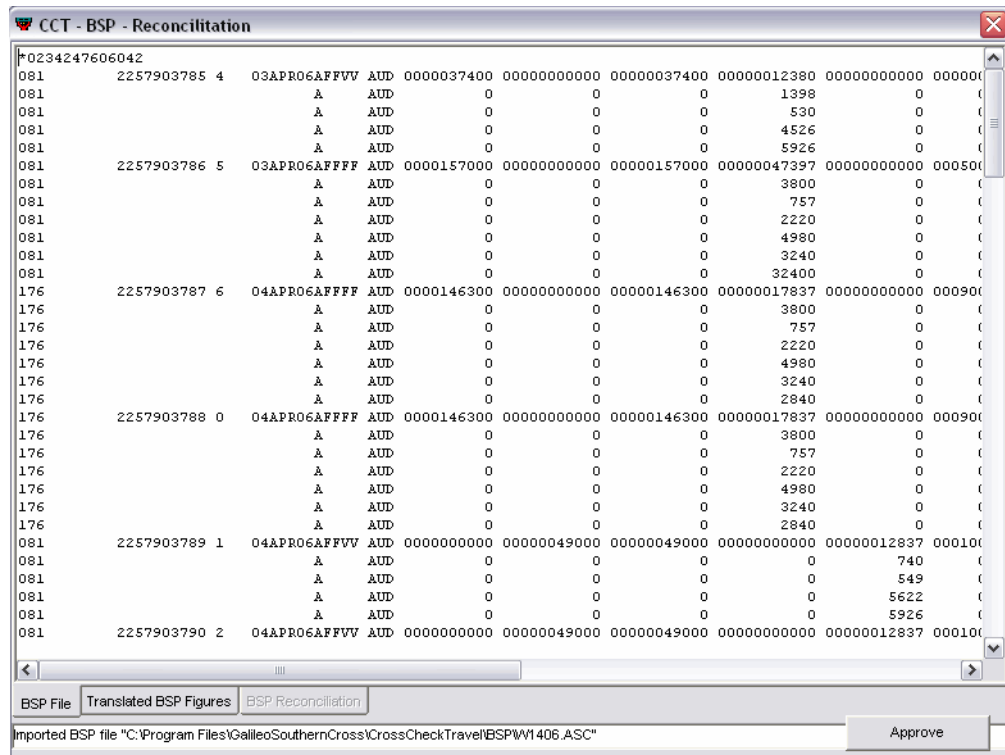 CCT - BSP - Reconcilitation
*0234247606042
081 2257903785 4 03APR06AFFVV AUD 0000037400 00000000000 00000037400 00000012380 00000000000 000000
081 A AUD 0 0 0 1398 0
081 A AUD 0 0 0 530 0
081 A AUD 0 0 0 4526 0
081 A AUD 0 0 0 5926 0
081 2257903786 5 03APR06AFFFF AUD 0000157000 00000000000 00000157000 00000047397 00000000000 000500
081 A AUD 0 0 0 3800 0
081 A AUD 0 0 0 757 0
081 A AUD 0 0 0 2220 0
081 A AUD 0 0 0 4980 0
081 A AUD 0 0 0 3240 0
081 A AUD 0 0 0 32400 0
176 2257903787 6 04APR06AFFFF AUD 0000146300 00000000000 00000146300 00000017837 00000000000 000900
176 A AUD 0 0 0 3800 0
176 A AUD 0 0 0 757 0
176 A AUD 0 0 0 2220 0
176 A AUD 0 0 0 4980 0
176 A AUD 0 0 0 3240 0
176 A AUD 0 0 0 2840 0
176 2257903788 0 04APR06AFFFF AUD 0000146300 00000000000 00000146300 00000017837 00000000000 000900
176 A AUD 0 0 0 3800 0
176 A AUD 0 0 0 757 0
176 A AUD 0 0 0 2220 0
176 A AUD 0 0 0 4980 0
176 A AUD 0 0 0 3240 0
176 A AUD 0 0 0 2840 0
081 2257903789 1 04APR06AFFVV AUD 0000000000 00000049000 00000049000 00000000000 00000012837 000100
081 A AUD 0 0 0 0 740
081 A AUD 0 0 0 0 549
081 A AUD 0 0 0 0 5622
081 A AUD 0 0 0 0 5926
081 2257903790 2 04APR06AFFVV AUD 0000000000 00000049000 00000049000 00000000000 00000012837 000100
BSP File Translated BSP Figures BSP Reconciliation
Imported BSP file "C:\Program Files\GalileoSouthernCross\CrossCheckTravel\BSP\W1406.ASC" Approve